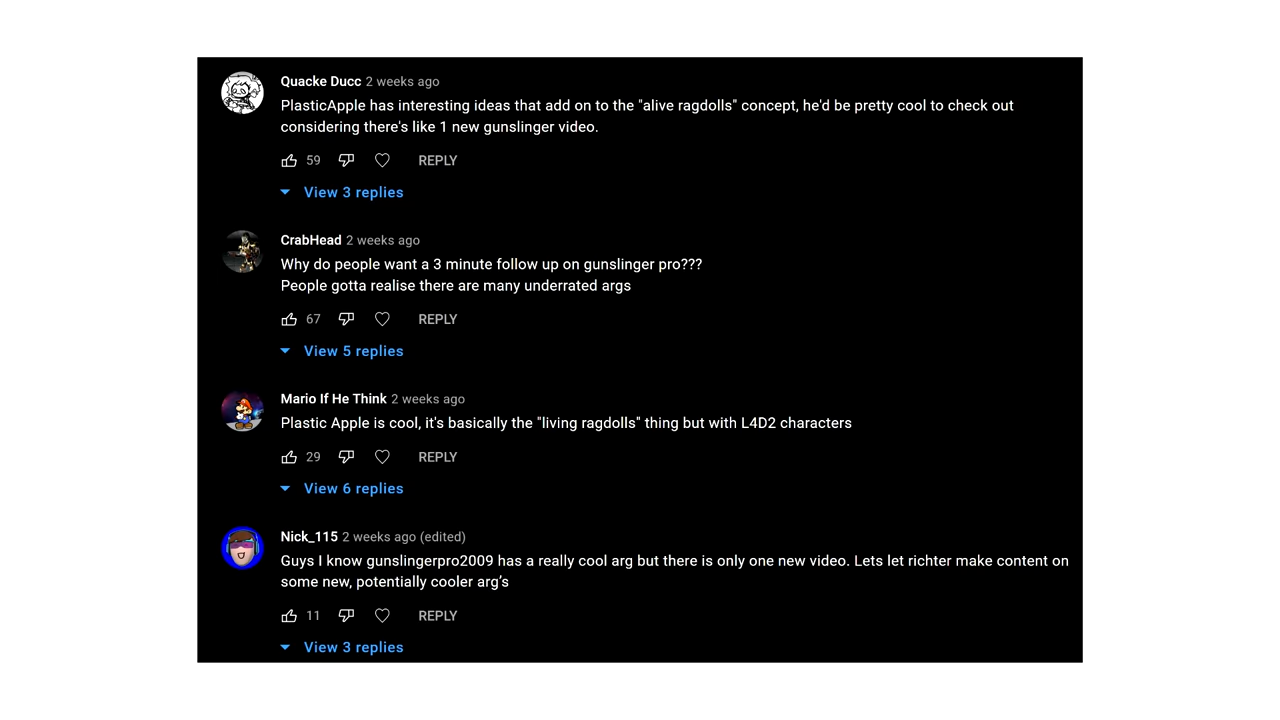 Quacke Ducc 2 weeks ago
PlasticApple has interesting ideas that add on to the "alive ragdolls" concept, he'd be pretty cool to check out
considering there's like 1 new gunslinger video.
59 REPLY
View 3 replies
CrabHead 2 weeks ago
Why do people want a 3 minute follow up on gunslinger pro???
People gotta realise there are many underrated args
67 REPLY
View 5 replies
Mario If He Think 2 weeks ago
Plastic Apple is cool, it's basically the "living ragdolls" thing but with L4D2 characters
29 REPLY
View 6 replies
Nick_115 2 weeks ago (edited)
Guys I know gunslingerpro2009 has a really cool arg but there is only one new video. Lets let richter make content on
some new, potentially cooler arg’s
11 REPLY
View 3 replies